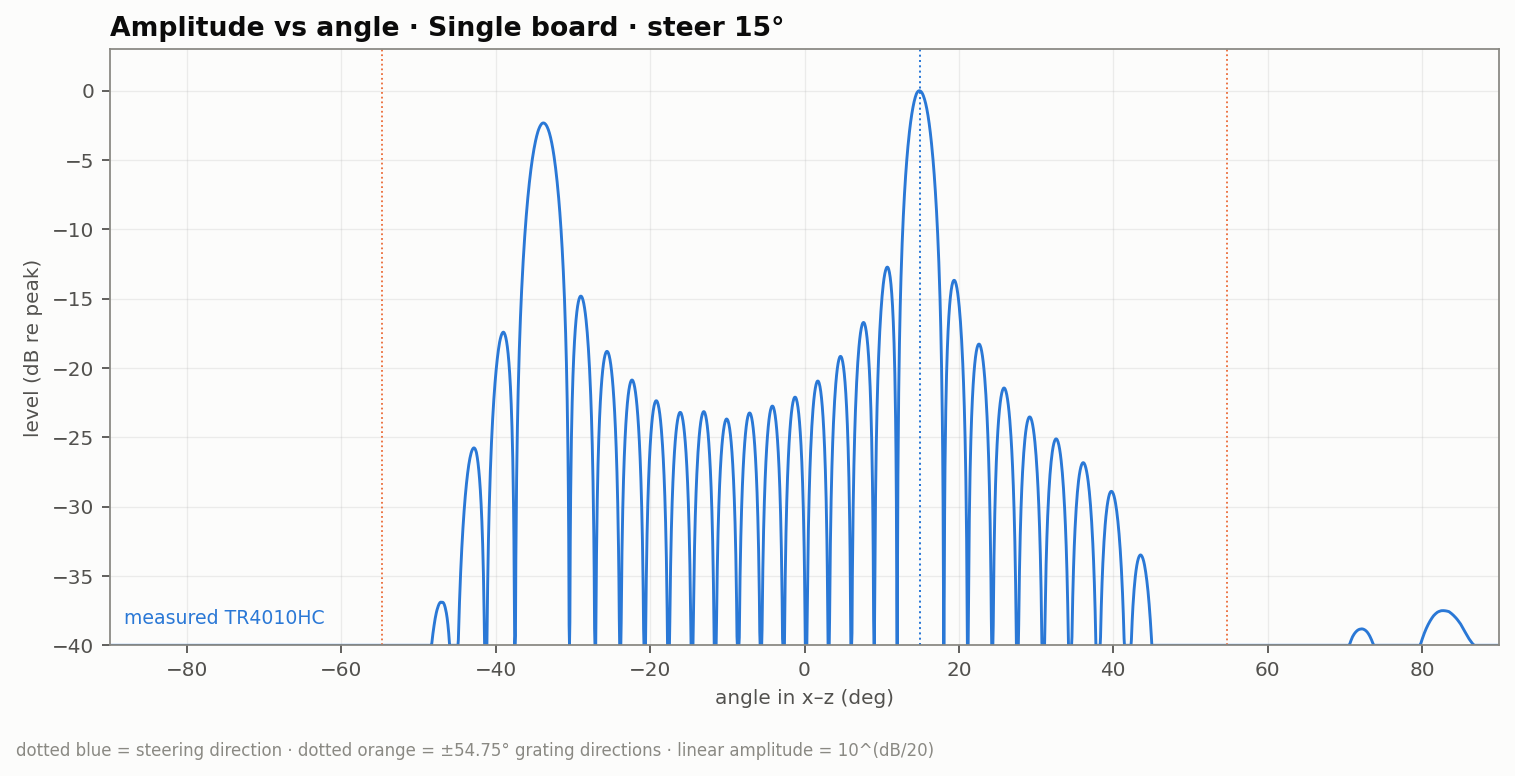 Amplitude vs angle · Single board · steer 15°
0
−5
−10
−15
−20
−25
−30
−35
−40
level (dB re peak)
measured TR4010HC
−80 −60 −40 −20 0 20 40 60 80
angle in x–z (deg)
dotted blue = steering direction · dotted orange = ±54.75° grating directions · linear amplitude = 10^(dB/20)